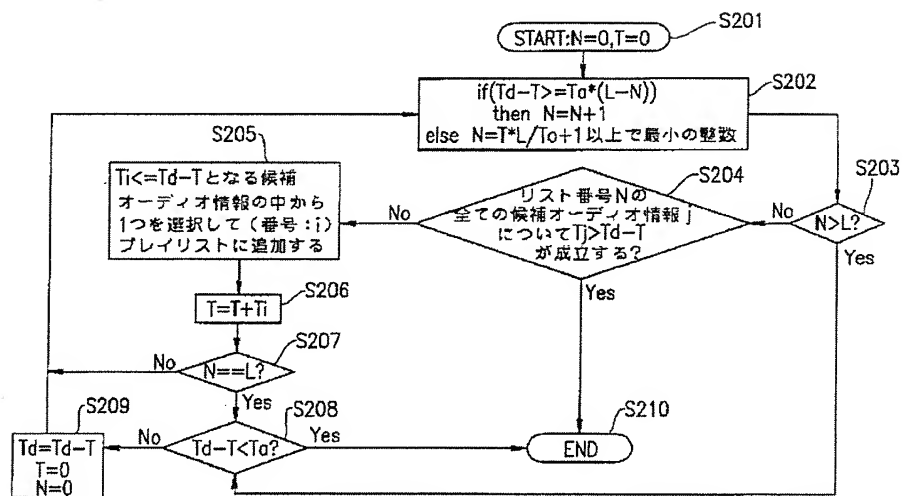 START:N=0,T=0
S201
if(Td-T>=Ta*(L-N))
then N=N+1
else N=T*L/To+1以上で最小の整数
S202
N>L?
S203
No
Yes
リスト番号Nの
全ての候補オーディオ情報j
についてTj>Td-T
が成立する?
S204
No
Yes
S205
Ti<=Td-Tとなる候補
オーディオ情報の中から
1つを選択して(番号:i)
プレイリストに追加する
T=T+Ti
S206
N==L?
S207
No
Yes
Td-T<Ta?
S208
No
Yes
S209
Td=Td-T
T=0
N=0
END
S210